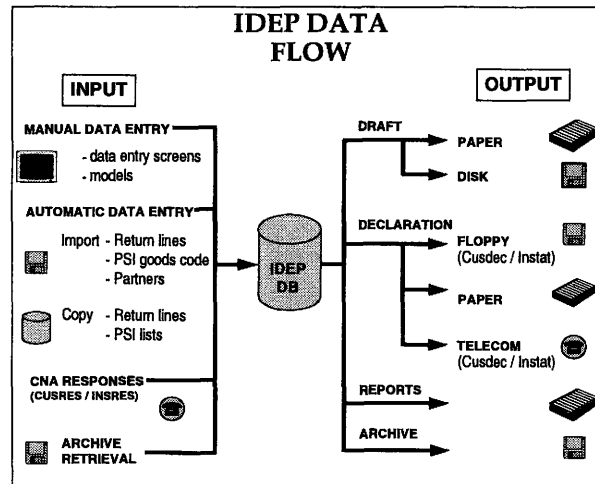 IDEP DATA
FLOW
INPUT
MANUAL DATA ENTRY
- data entry screens
- models
AUTOMATIC DATA ENTRY
Import - Return lines
- PSI goods code
- Partners
Copy - Return lines
- PSI lists
CNA RESPONSES
(CUSRES / INSRES)
ARCHIVE
RETRIEVAL
IDEP
DB
OUTPUT
DRAFT
PAPER
DISK
DECLARATION
FLOPPY
(Cusdec / Instat)
PAPER
TELECOM
(Cusdec / Instat)
REPORTS
ARCHIVE